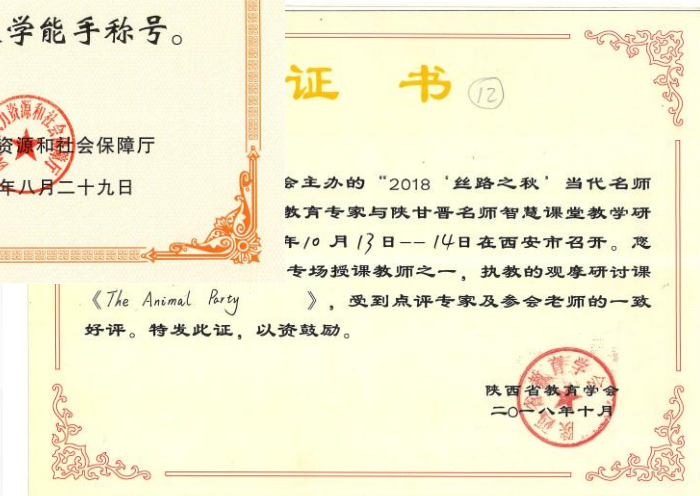 学能手称号。
资源和社会保障厅
年八月二十九日
证书
12
会主办的“2018‘丝路之秋’当代名师
教育专家与陕甘晋名师智慧课堂教学研
年10月13日——14日在西安市召开。您
专场授课教师之一，执教的观摩研讨课
《The Animal Party》，受到点评专家及参会老师的一致
好评。特发此证，以资鼓励。
陕西省教育学会
二〇一八年十月